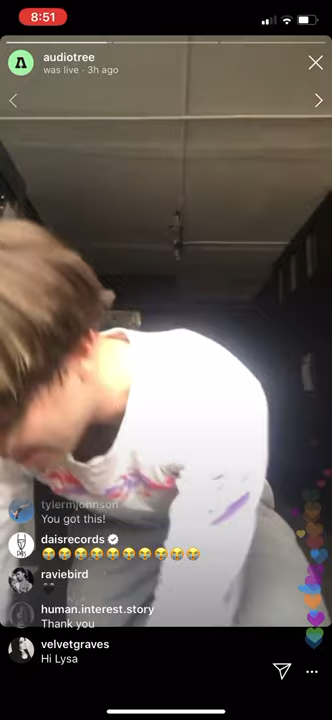 8:51
audiotree
was live · 3h ago
tylermjohnson
You got this!
daisrecords
😭😭😭😭😭😭😭😭😭😭
raviebird
🖤
human.interest.story
Thank you
velvetgraves
Hi Lysa